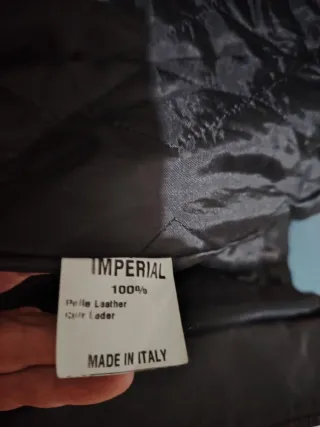 IMPERIAL
100%
Pelle Leather
Cuir Leder
MADE IN ITALY